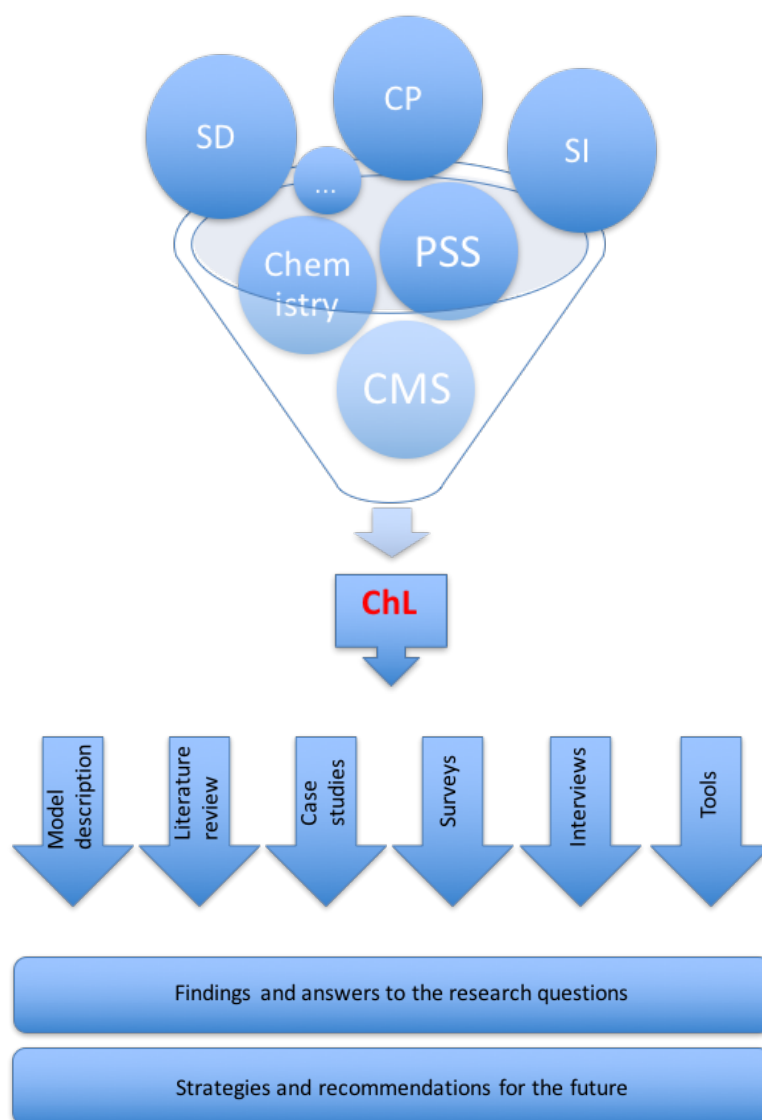 CP
SD
SI
...
Chem
istry
PSS
CMS
ChL
Model
description
Literature
review
Case
studies
Surveys
Interviews
Tools
Findings and answers to the research questions
Strategies and recommendations for the future